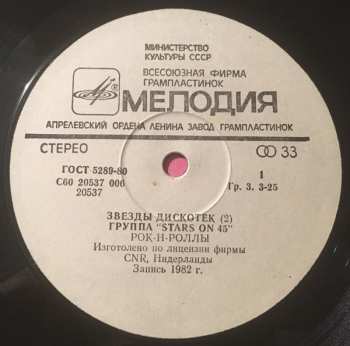 МИНИСТЕРСТВО
КУЛЬТУРЫ СССР
ВСЕСОЮЗНАЯ ФИРМА
ГРАМПЛАСТИНОК
МЕЛОДИЯ
АПРЕЛЕВСКИЙ ОРДЕНА ЛЕНИНА ЗАВОД ГРАМПЛАСТИНОК
СТЕРЕО
33
ГОСТ 5289-80
1
С60 20537 006
Гр. 3. 3-25
20537
ЗВЕЗДЫ ДИСКОТЕК (2)
ГРУППА "STARS ON 45"
РОК-Н-РОЛЛЫ
Изготолено по лицензии фирмы
CNR, Нидерланды
Запись 1982 г.